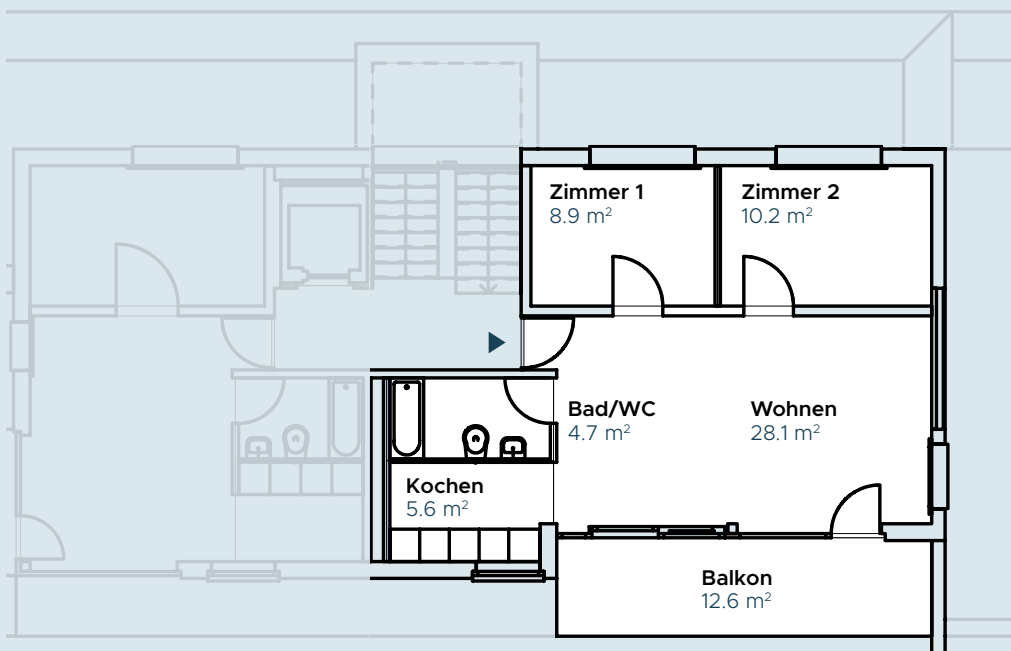 Zimmer 1
8.9 m²
Zimmer 2
10.2 m²
Bad/WC
4.7 m²
Wohnen
28.1 m²
Kochen
5.6 m²
Balkon
12.6 m²